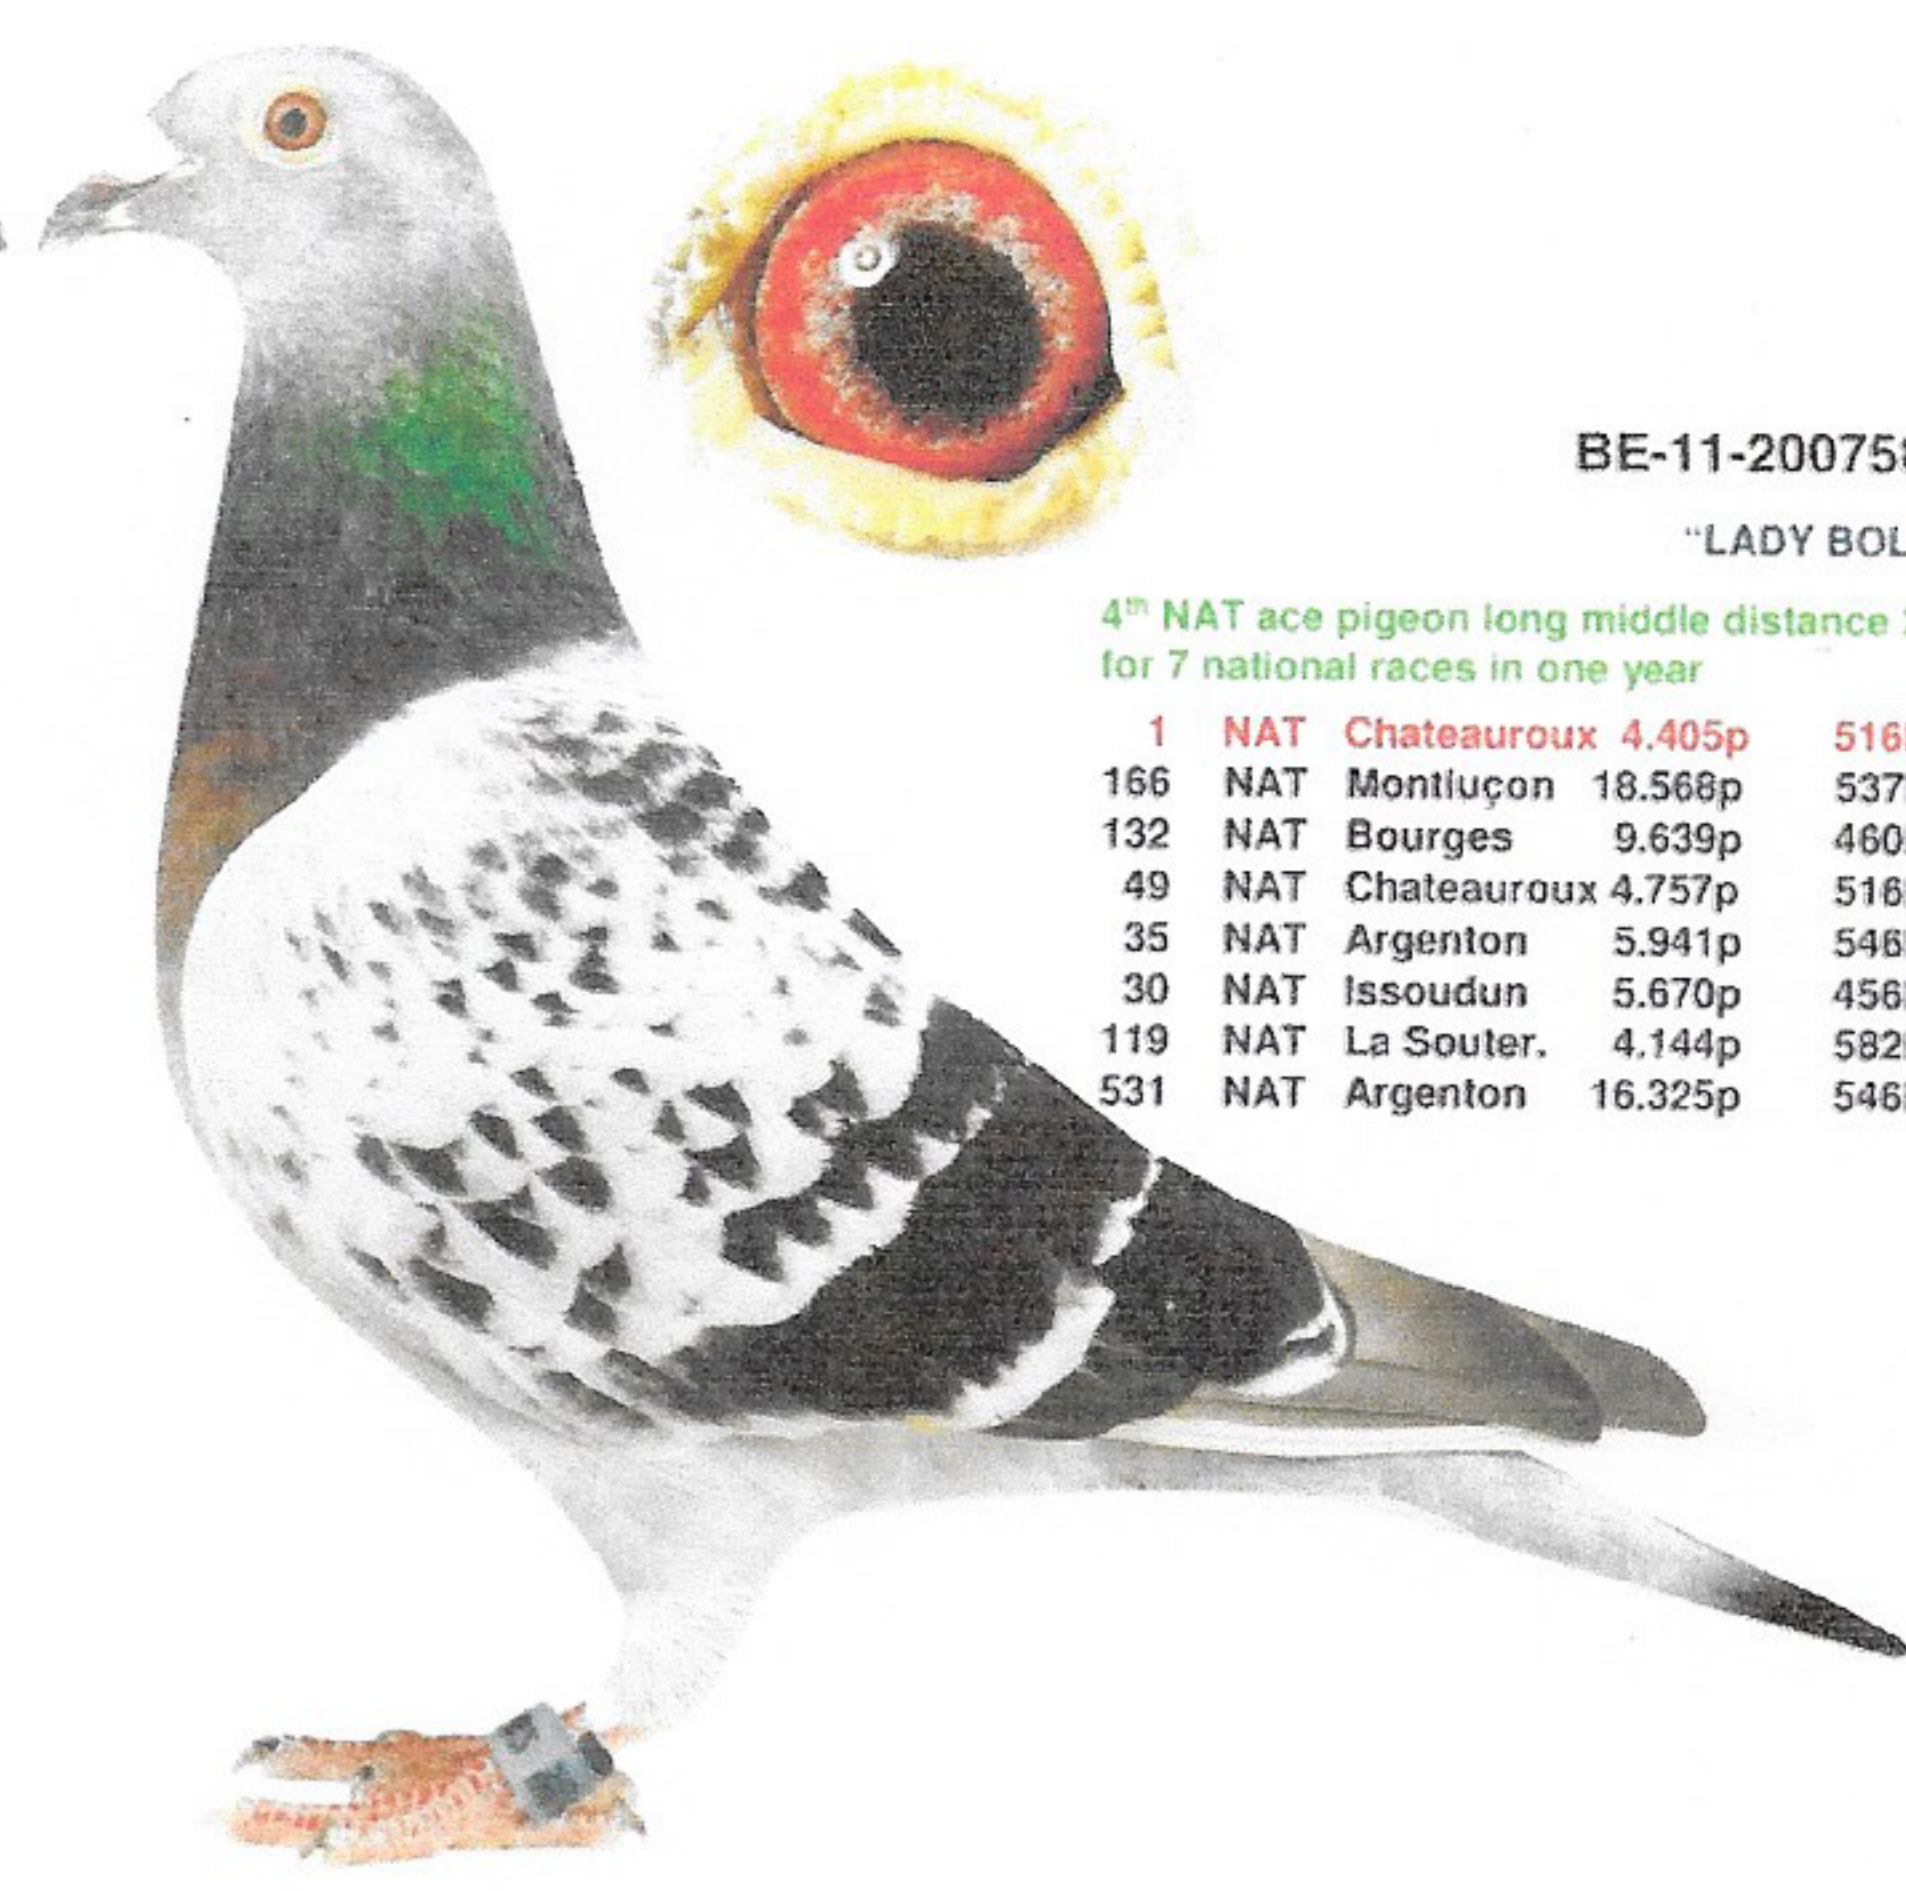 BE-11-20075
"LADY BOL
4th NAT ace pigeon long middle distance
for 7 national races in one year
1 NAT Chateauroux 4.405p 516
166 NAT Montluçon 18.568p 537
132 NAT Bourges 9.639p 460
49 NAT Chateauroux 4.757p 516
35 NAT Argenton 5.941p 546
30 NAT Issoudun 5.670p 456
119 NAT La Souter. 4.144p 582
531 NAT Argenton 16.325p 546